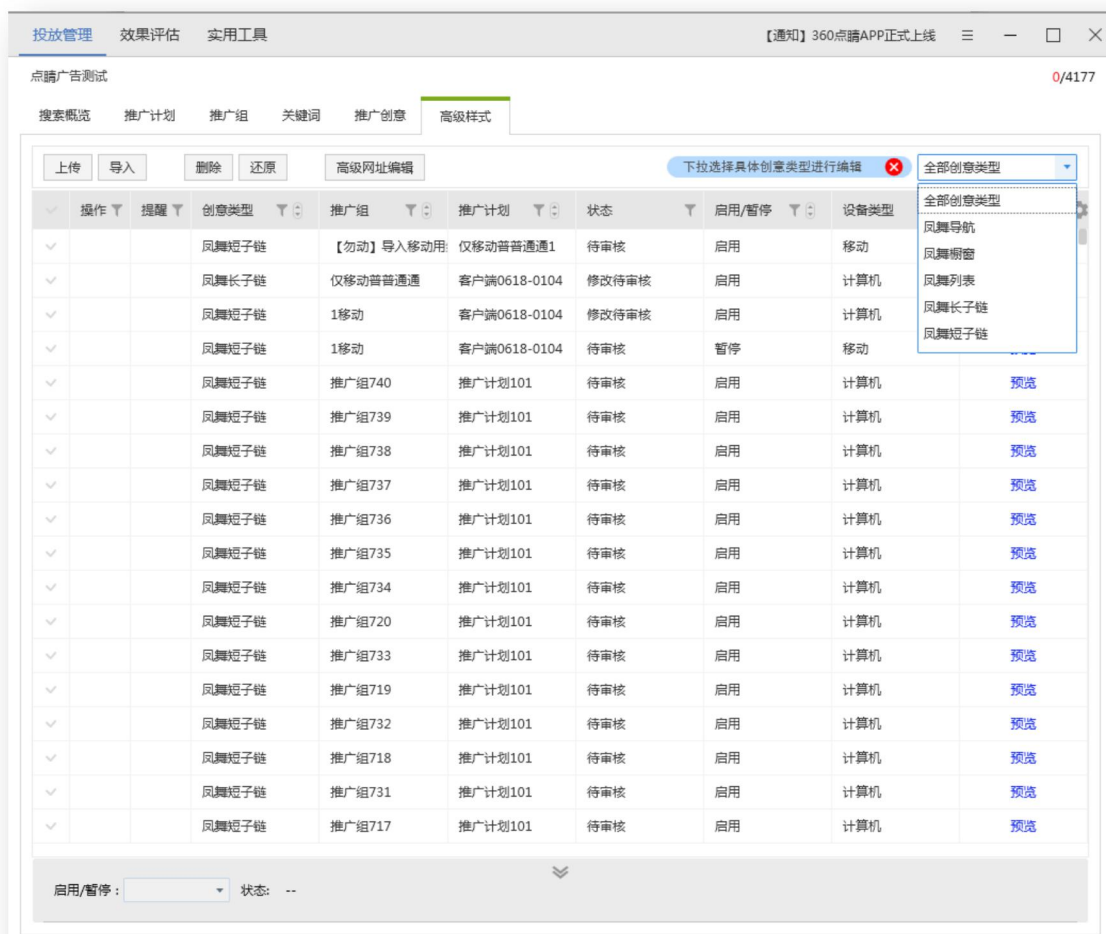 投放管理 效果评估 实用工具 【通知】360点睛APP正式上线
点睛广告测试 0/4177
搜索概览 推广计划 推广组 关键词 推广创意 高级样式
上传 导入 删除 还原 高级网址编辑 下拉选择具体创意类型进行编辑 全部创意类型
操作 提醒 创意类型 推广组 推广计划 状态 启用/暂停 设备类型
全部创意类型
凤舞导航
凤舞橱窗
凤舞列表
凤舞长子链
凤舞短子链
凤舞短子链 【勿动】导入移动用 仅移动普普通通1 待审核 启用 移动
凤舞长子链 仅移动普普通通 客户端0618-0104 修改待审核 启用 计算机
凤舞短子链 1移动 客户端0618-0104 修改待审核 启用 计算机
凤舞短子链 1移动 客户端0618-0104 待审核 暂停 移动
凤舞短子链 推广组740 推广计划101 待审核 启用 计算机 预览
凤舞短子链 推广组739 推广计划101 待审核 启用 计算机 预览
凤舞短子链 推广组738 推广计划101 待审核 启用 计算机 预览
凤舞短子链 推广组737 推广计划101 待审核 启用 计算机 预览
凤舞短子链 推广组736 推广计划101 待审核 启用 计算机 预览
凤舞短子链 推广组735 推广计划101 待审核 启用 计算机 预览
凤舞短子链 推广组734 推广计划101 待审核 启用 计算机 预览
凤舞短子链 推广组720 推广计划101 待审核 启用 计算机 预览
凤舞短子链 推广组733 推广计划101 待审核 启用 计算机 预览
凤舞短子链 推广组719 推广计划101 待审核 启用 计算机 预览
凤舞短子链 推广组732 推广计划101 待审核 启用 计算机 预览
凤舞短子链 推广组718 推广计划101 待审核 启用 计算机 预览
凤舞短子链 推广组731 推广计划101 待审核 启用 计算机 预览
凤舞短子链 推广组717 推广计划101 待审核 启用 计算机 预览
启用/暂停： 状态: --